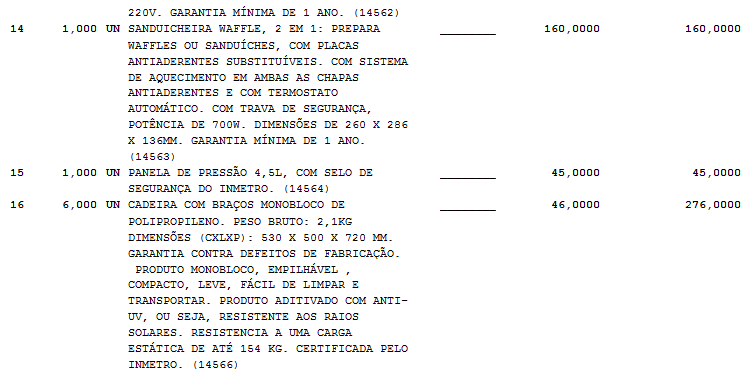 220V. GARANTIA MÍNIMA DE 1 ANO. (14562)
14 1,000 UN SANDUICHEIRA WAFFLE, 2 EM 1: PREPARA ________ 160,0000 160,0000
WAFFLES OU SANDUÍCHES, COM PLACAS
ANTIADERENTES SUBSTITUÍVEIS. COM SISTEMA
DE AQUECIMENTO EM AMBAS AS CHAPAS
ANTIADERENTES E COM TERMOSTATO
AUTOMÁTICO. COM TRAVA DE SEGURANÇA,
POTÊNCIA DE 700W. DIMENSÕES DE 260 X 286
X 136MM. GARANTIA MÍNIMA DE 1 ANO.
(14563)
15 1,000 UN PANELA DE PRESSÃO 4,5L, COM SELO DE ________ 45,0000 45,0000
SEGURANÇA DO INMETRO. (14564)
16 6,000 UN CADEIRA COM BRAÇOS MONOBLOCO DE ________ 46,0000 276,0000
POLIPROPILENO. PESO BRUTO: 2,1KG
DIMENSÕES (CXLXP): 530 X 500 X 720 MM.
GARANTIA CONTRA DEFEITOS DE FABRICAÇÃO.
PRODUTO MONOBLOCO, EMPILHÁVEL ,
COMPACTO, LEVE, FÁCIL DE LIMPAR E
TRANSPORTAR. PRODUTO ADITIVADO COM ANTI-
UV, OU SEJA, RESISTENTE AOS RAIOS
SOLARES. RESISTENCIA A UMA CARGA
ESTÁTICA DE ATÉ 154 KG. CERTIFICADA PELO
INMETRO. (14566)